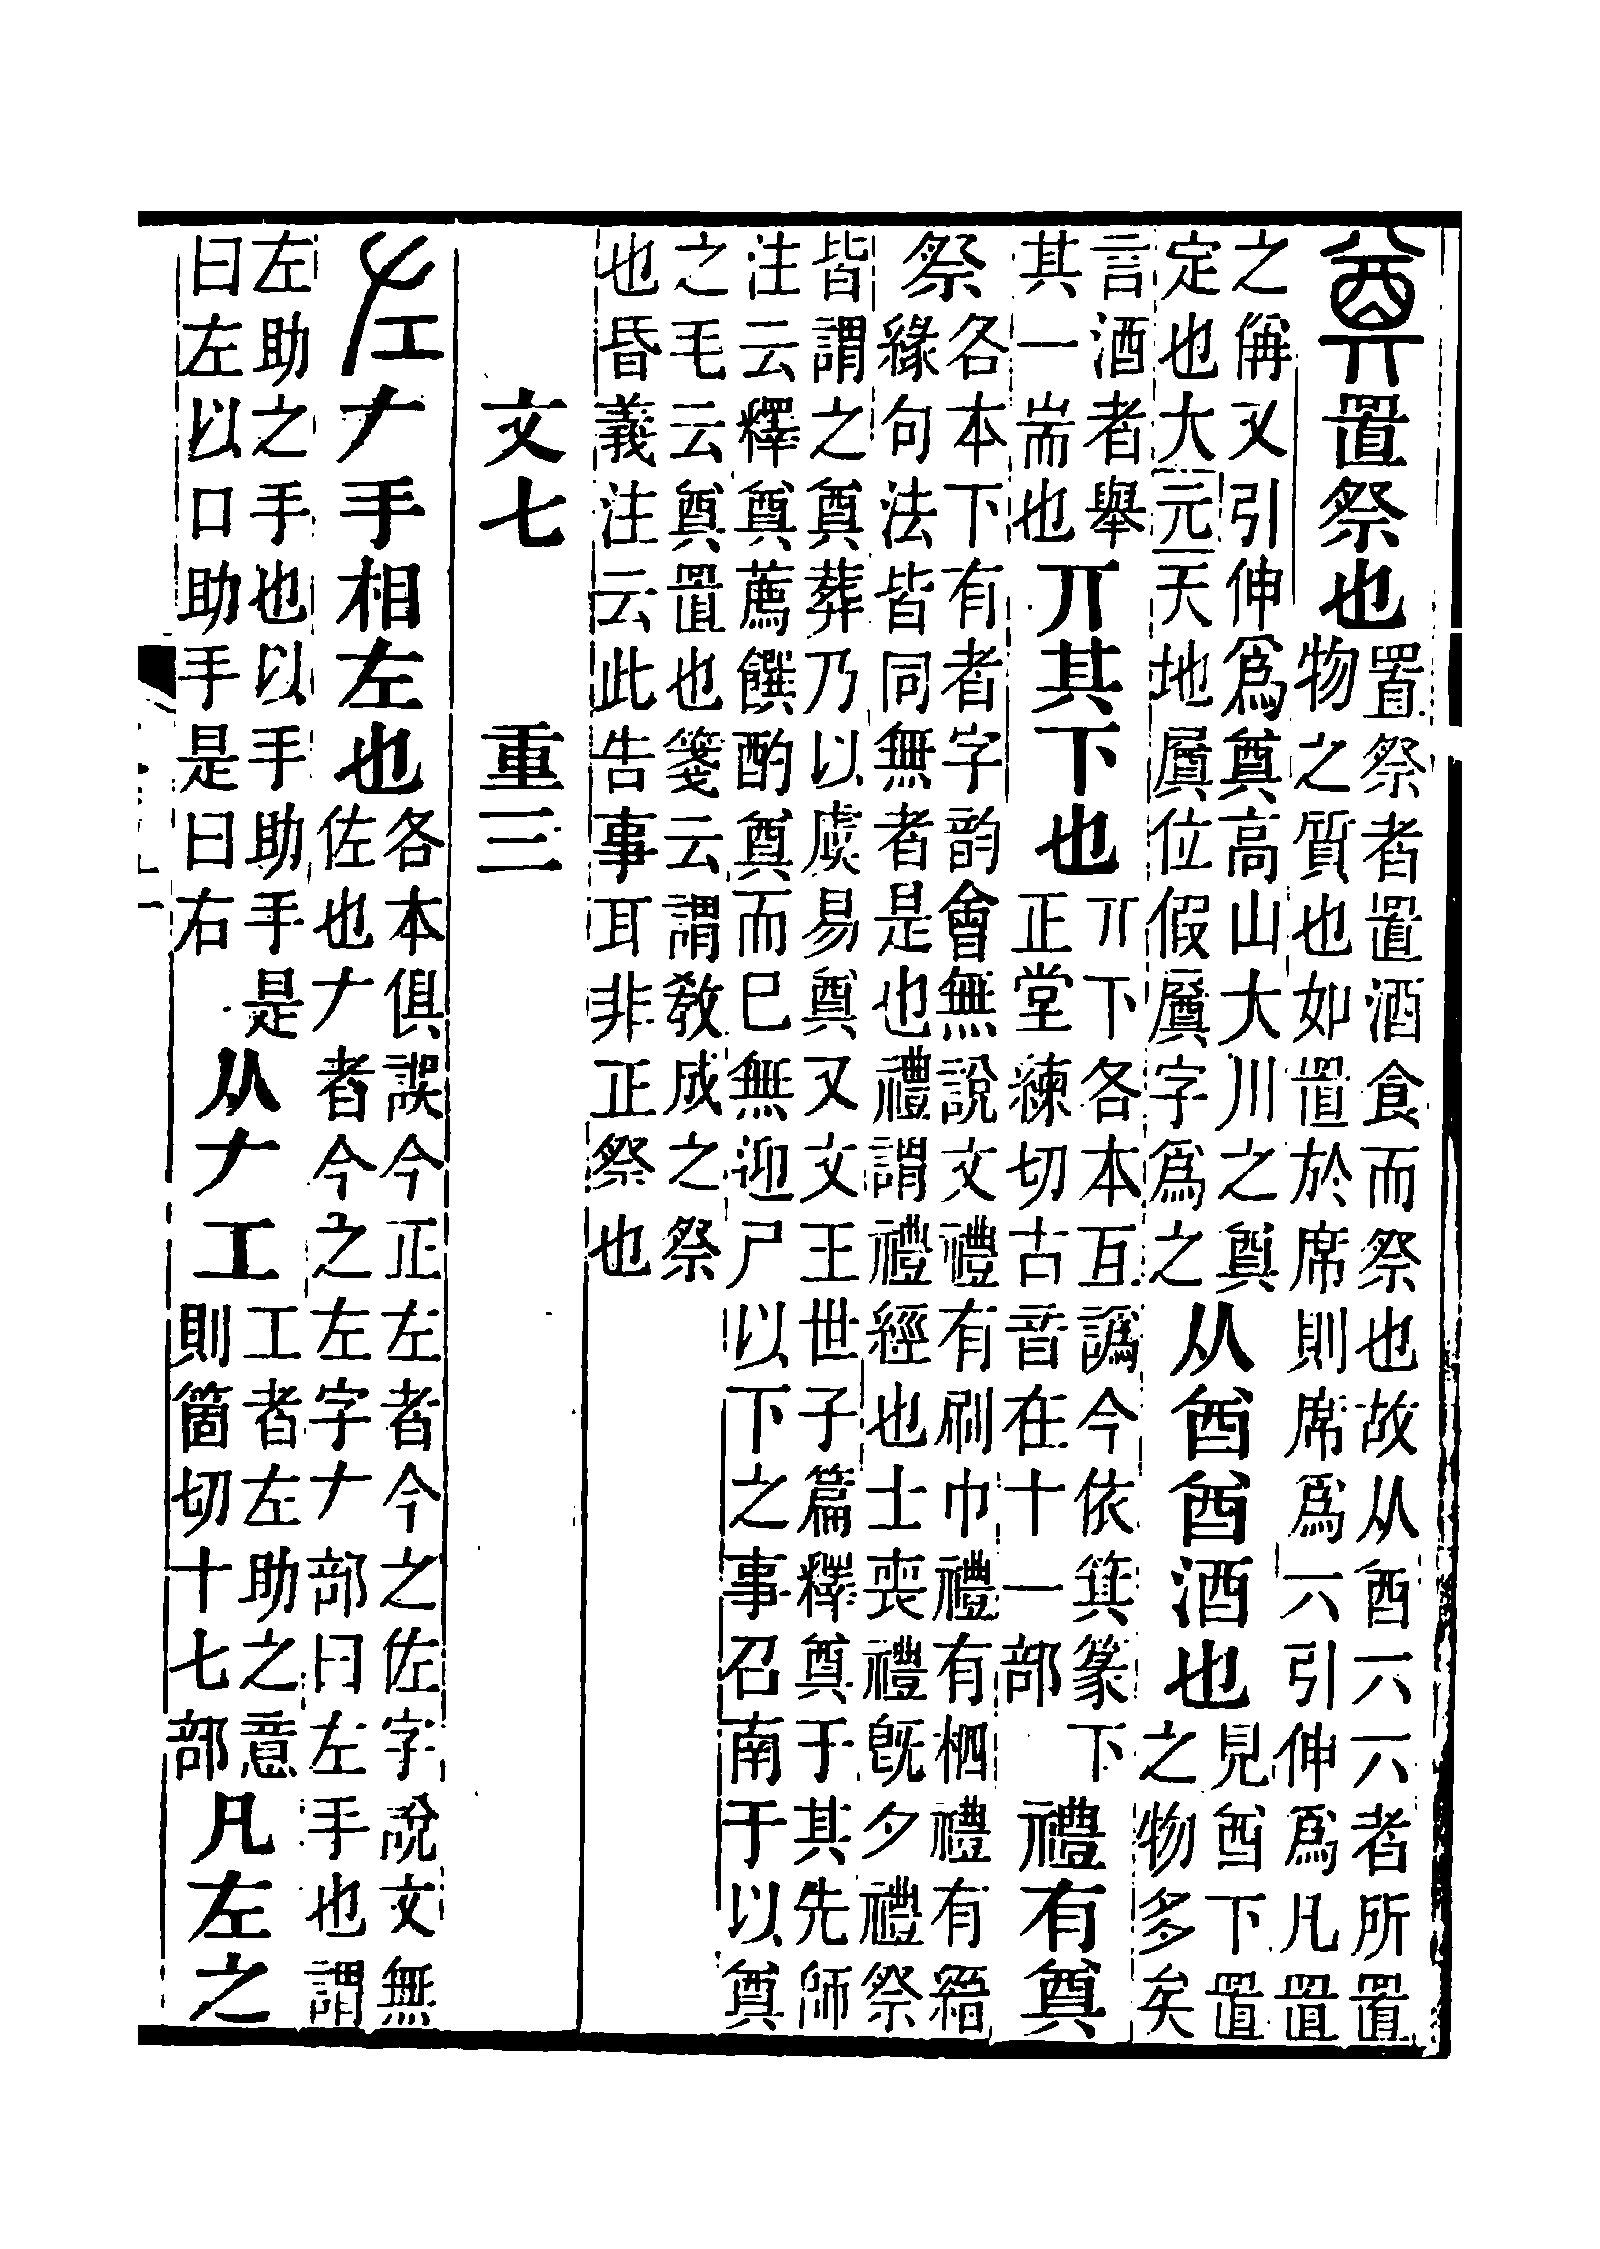 奠置祭也置祭者置酒食而祭也故从酋丌丌者所置物之質也如置於席則席爲丌引伸爲凡置
之偁又引伸爲奠高山大川之奠定也大元天地𡳐位假𡳐字爲之从酋酋酒也見酋下置之物多矣
言酒者舉其一耑也丌其下也丌下各本互譌今依箕篆下正堂練切古音在十一部禮有奠
祭各本下有者字韵會無說文禮有刷巾禮有柶禮有縉緣句法皆同無者者是也禮謂禮經也士喪禮旣夕禮祭
皆謂之奠葬乃以虞易奠又文王世子篇釋奠于其先師注云釋奠薦饌酌奠而已無迎尸以下之事召南于以奠
之毛云奠置也箋云謂敎成之祭也昏義注云此告事耳非正祭也
文七　重三
左𠂇手相左也各本俱誤今正左者今之佐字說文無佐也𠂇者今之左字𠂇部曰左手也謂
左助之手也以手助手是曰左以口助手是曰右从𠂇工工者左助之意則箇切十七部凡左之